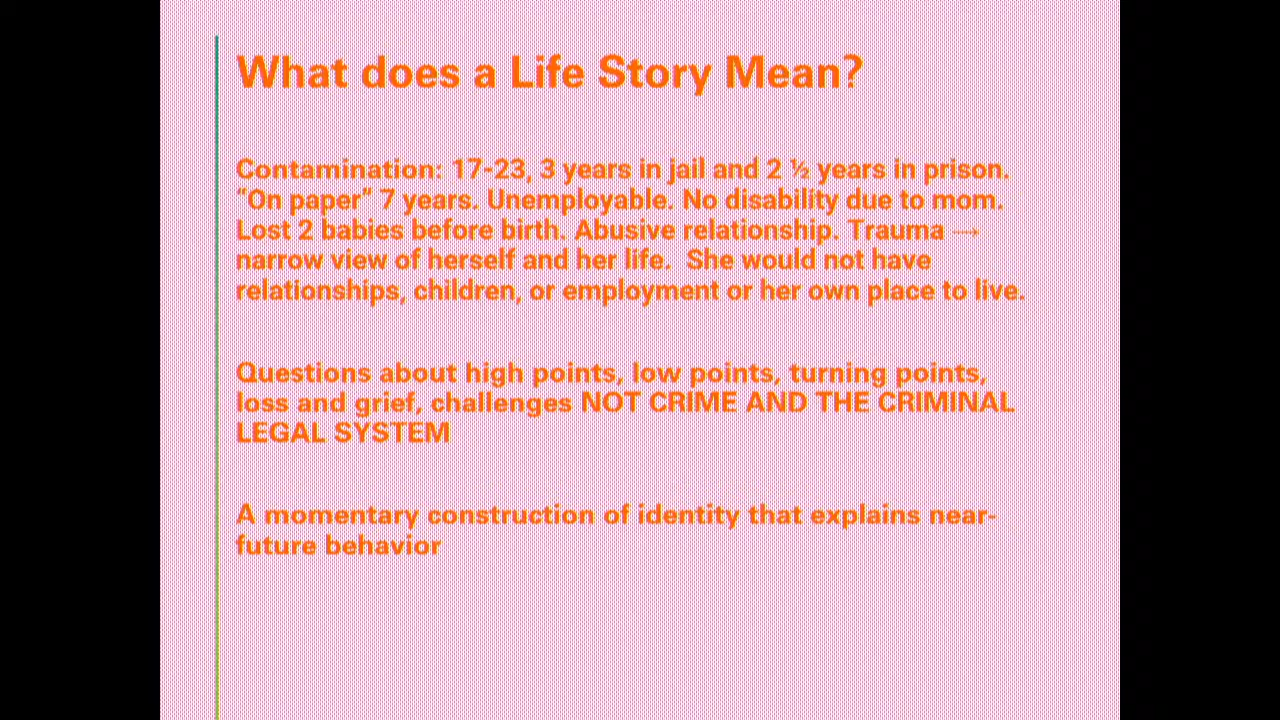 What does a Life Story Mean?
Contamination: 17-23, 3 years in jail and 2 ½ years in prison.
“On paper” 7 years. Unemployable. No disability due to mom.
Lost 2 babies before birth. Abusive relationship. Trauma →
narrow view of herself and her life.  She would not have
relationships, children, or employment or her own place to live.
Questions about high points, low points, turning points,
loss and grief, challenges NOT CRIME AND THE CRIMINAL
LEGAL SYSTEM
A momentary construction of identity that explains near-
future behavior